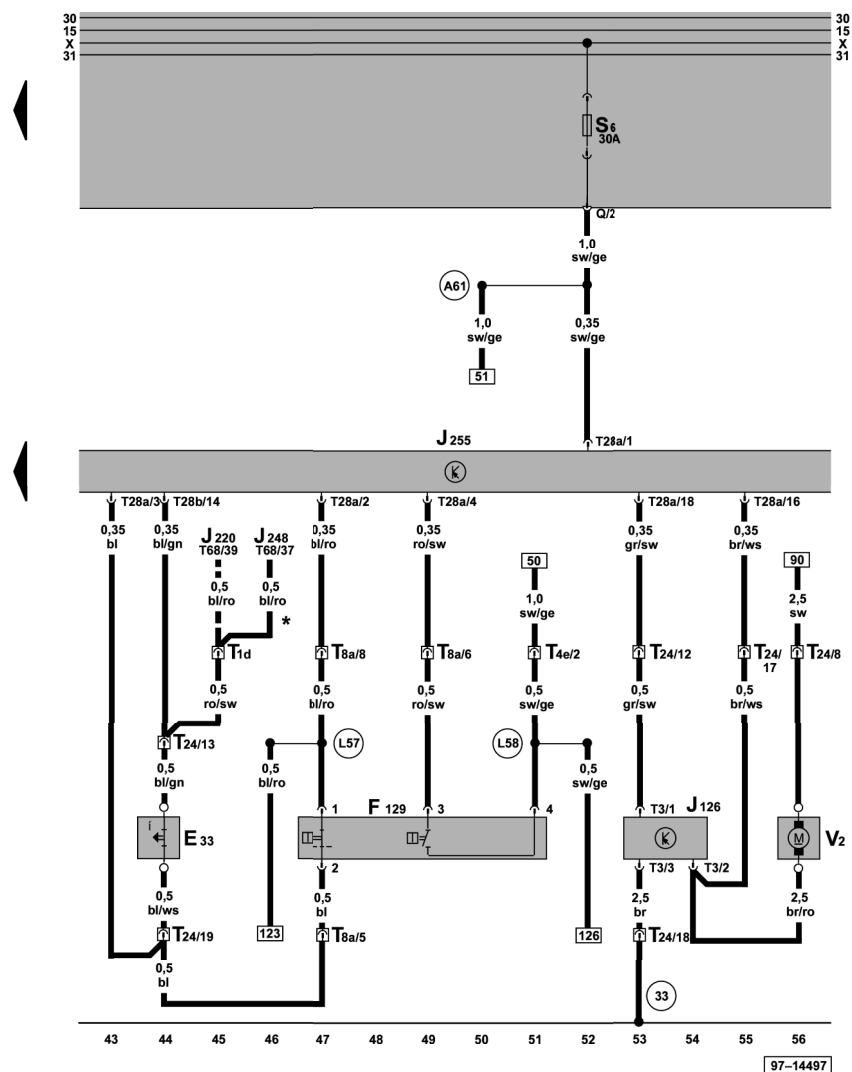 30 30
15 15
X X
31 31
S6
30A
Q/2
1,0
sw/ge
A61
1,0 0,35
sw/ge sw/ge
51
J255 T28a/1
T28a/3 T28b/14 T28a/2 T28a/4 T28a/18 T28a/16
0,35 0,35 J220 J248 0,35 0,35 0,35 0,35
bl bl/gn T68/39 T68/37 bl/ro ro/sw gr/sw br/ws
50 90
0,5 0,5 1,0 2,5
bl/ro bl/ro sw/ge sw
*
T1d T8a/8 T8a/6 T4e/2 T24/12 T24/17 T24/8
0,5 0,5 0,5 0,5 0,5 0,5
ro/sw bl/ro ro/sw sw/ge gr/sw br/ws
T24/13 L57 L58
0,5 0,5 0,5
bl/gn bl/ro sw/ge
1 F129 3 4 T3/1 J126
i E33 M V2
2 T3/3 T3/2
0,5 0,5 2,5 2,5
bl/ws bl br br/ro
T24/19 123 T8a/5 126 T24/18
0,5
bl
33
43 44 45 46 47 48 49 50 51 52 53 54 55 56
97–14497